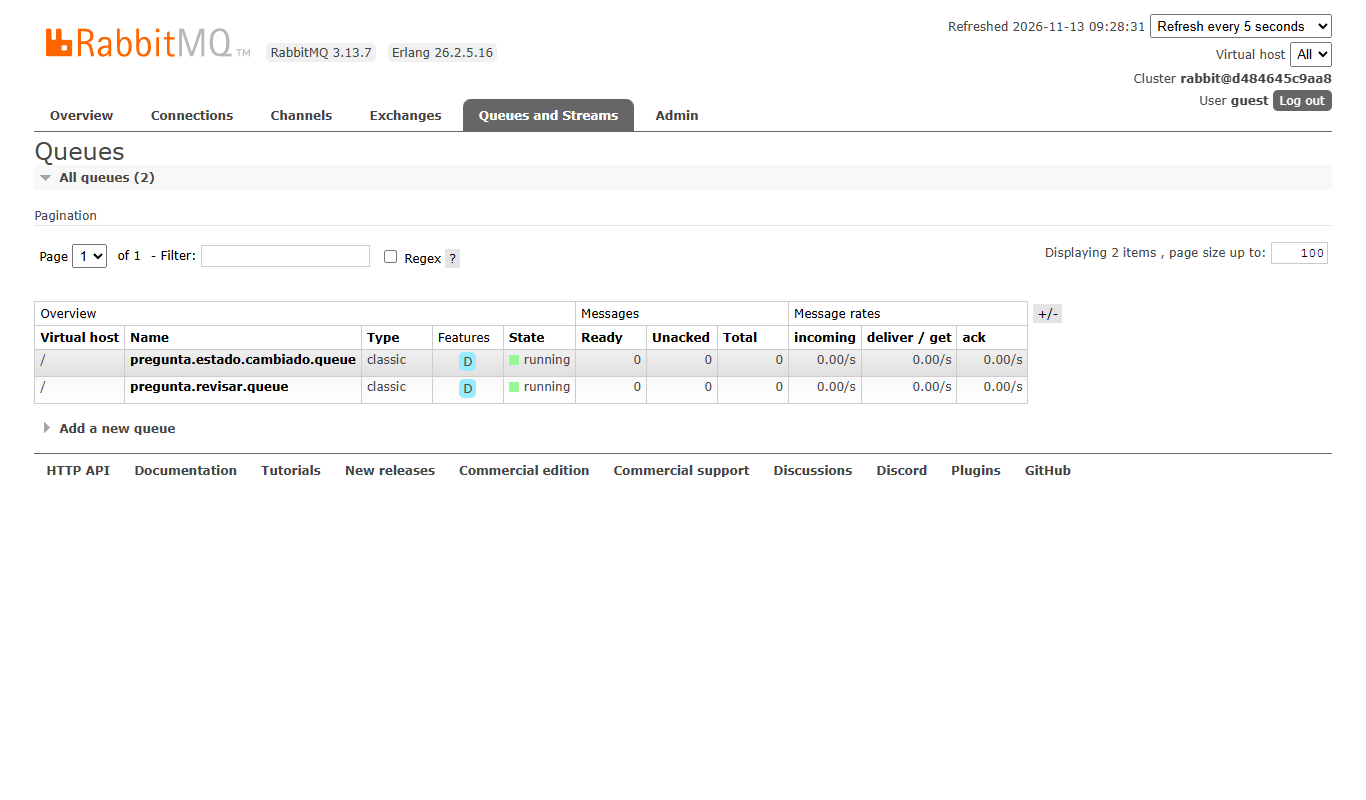 RabbitMQ TM RabbitMQ 3.13.7 Erlang 26.2.5.16
Refreshed 2026-11-13 09:28:31 Refresh every 5 seconds
Virtual host All
Cluster rabbit@d484645c9aa8
User guest Log out
Overview Connections Channels Exchanges Queues and Streams Admin
Queues
All queues (2)
Pagination
Page 1 of 1 - Filter: Regex ? Displaying 2 items , page size up to: 100
Overview Messages Message rates +/-
Virtual host Name Type Features State Ready Unacked Total incoming deliver / get ack
/ pregunta.estado.cambiado.queue classic D running 0 0 0 0.00/s 0.00/s 0.00/s
/ pregunta.revisar.queue classic D running 0 0 0 0.00/s 0.00/s 0.00/s
Add a new queue
HTTP API Documentation Tutorials New releases Commercial edition Commercial support Discussions Discord Plugins GitHub